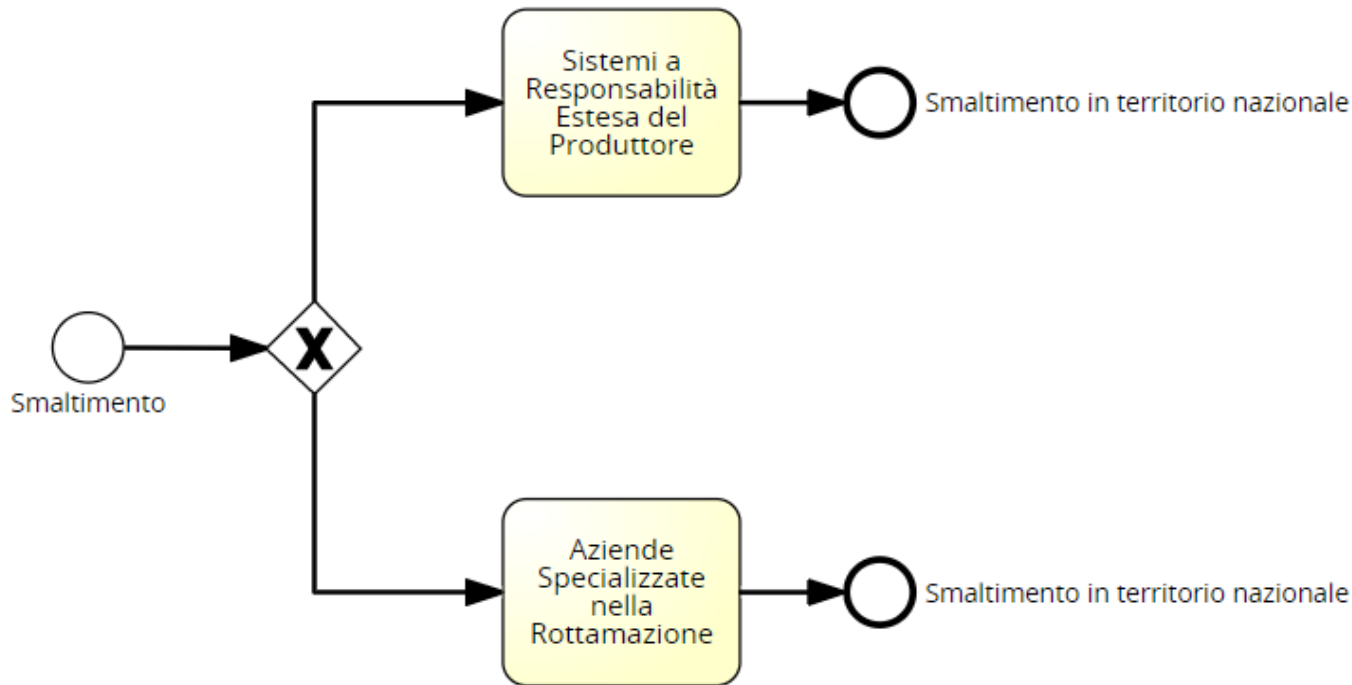 Sistemi a
Responsabilità
Estesa del
Produttore
Smaltimento in territorio nazionale
X
Smaltimento
Aziende
Specializzate
nella
Rottamazione
Smaltimento in territorio nazionale